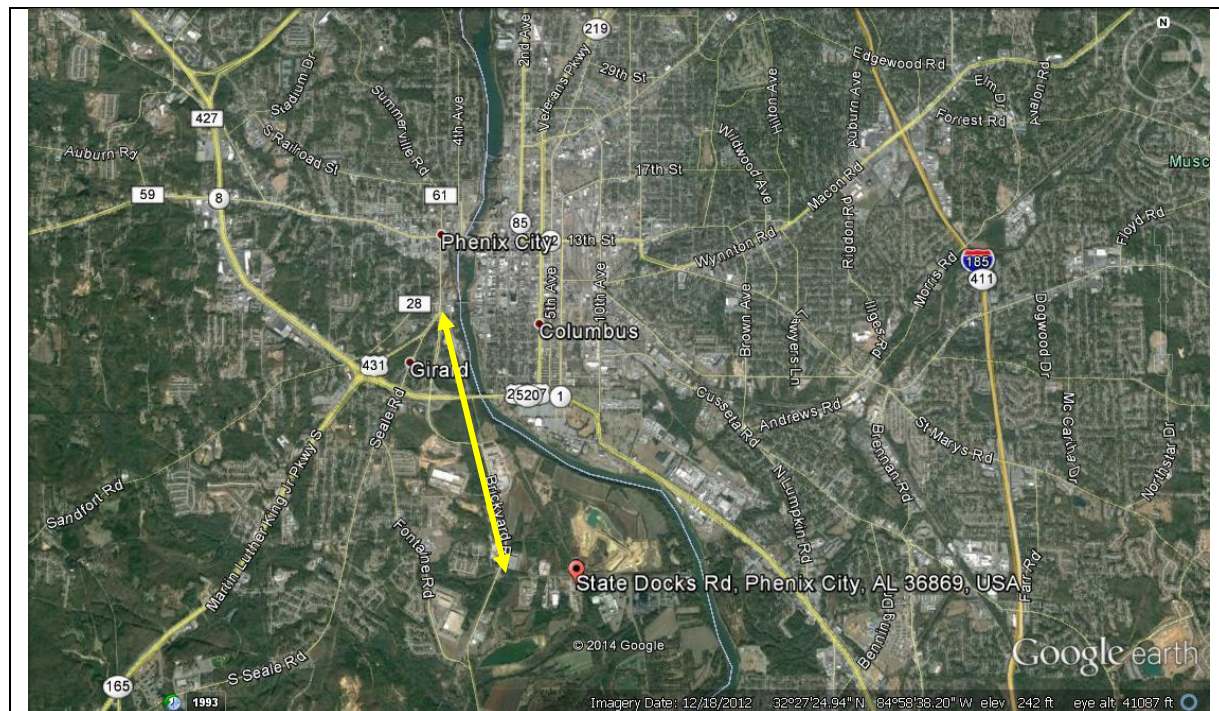 N
219
2nd Ave
Veterans Pkwy
29th St
Edgewood Rd
Elm Dr
Avalon Rd
Forrest Rd
Stadium Dr
427
Summerville Rd
4th Ave
Hilton Ave
Auburn Ave
Wildwood Ave
S Railroad St
Auburn Rd
17th St
Macon Rd
Musc
59
8
61
85
Phenix City
13th St
Wynnton Rd
Rigdon Rd
Floyd Rd
185
411
Morris Rd
28
5th Ave
10th Ave
Columbus
Brown Ave
Lawyers Ln
Illges Rd
Dogwood Dr
431
Girard
1
Seale Rd
Cusseta Rd
Andrews Rd
St Marys Rd
Mc Cartha Dr
Northstar Dr
Sandfort Rd
Martin Luther King Jr Pkwy S
Brickyard R
Fontaine Rd
N Lumpkin Rd
Brennan Rd
State Docks Rd, Phenix City, AL 36869, USA
Farr Rd
Benning Dr
© 2014 Google
Google earth
S Seale Rd
165
1993
Imagery Date: 12/18/2012 32°27'24.94" N 84°58'38.20" W elev 242 ft eye alt 41087 ft